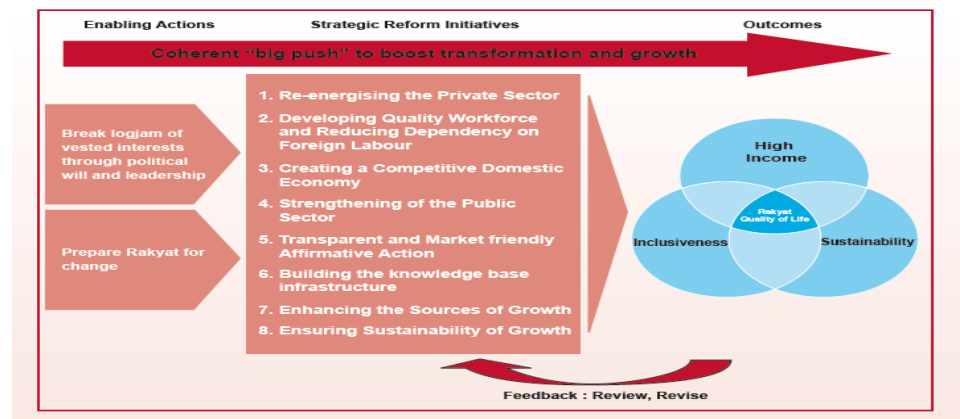 Enabling Actions
Strategic Reform Initiatives
Outcomes
Coherent "big push" to boost transformation and growth
Break logjam of
vested interests
through political
will and leadership
Prepare Rakyat for
change
1. Re-energising the Private Sector
2. Developing Quality Workforce
and Reducing Dependency on
Foreign Labour
3. Creating a Competitive Domestic
Economy
4. Strengthening of the Public
Sector
5. Transparent and Market friendly
Affirmative Action
6. Building the knowledge base
infrastructure
7. Enhancing the Sources of Growth
8. Ensuring Sustainability of Growth
High
Income
Rakyat
Quality of Life
Inclusiveness
Sustainability
Feedback : Review, Revise